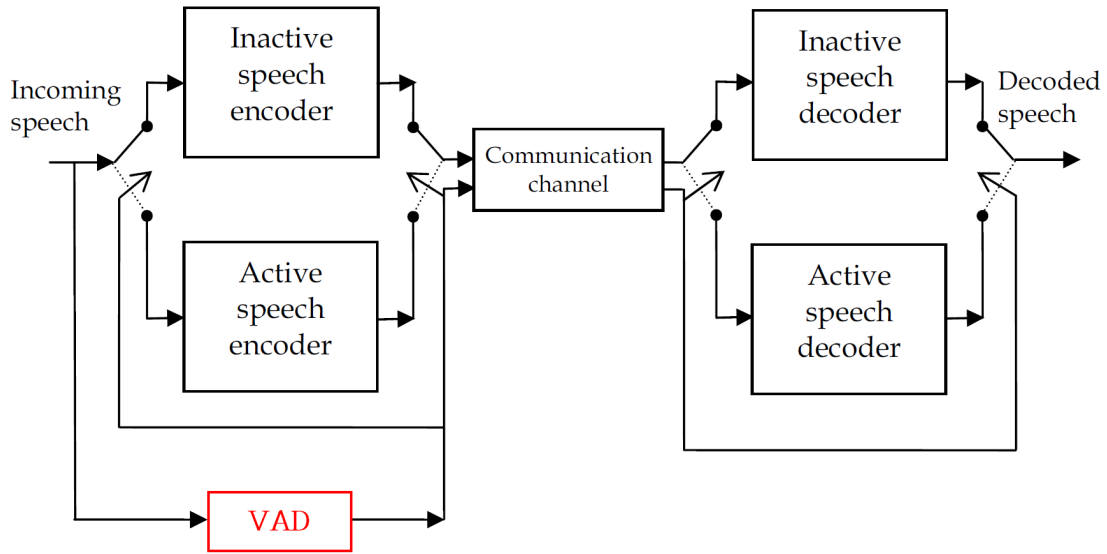 Incoming
speech
Inactive
speech
encoder
Active
speech
encoder
VAD
Communication
channel
Inactive
speech
decoder
Active
speech
decoder
Decoded
speech